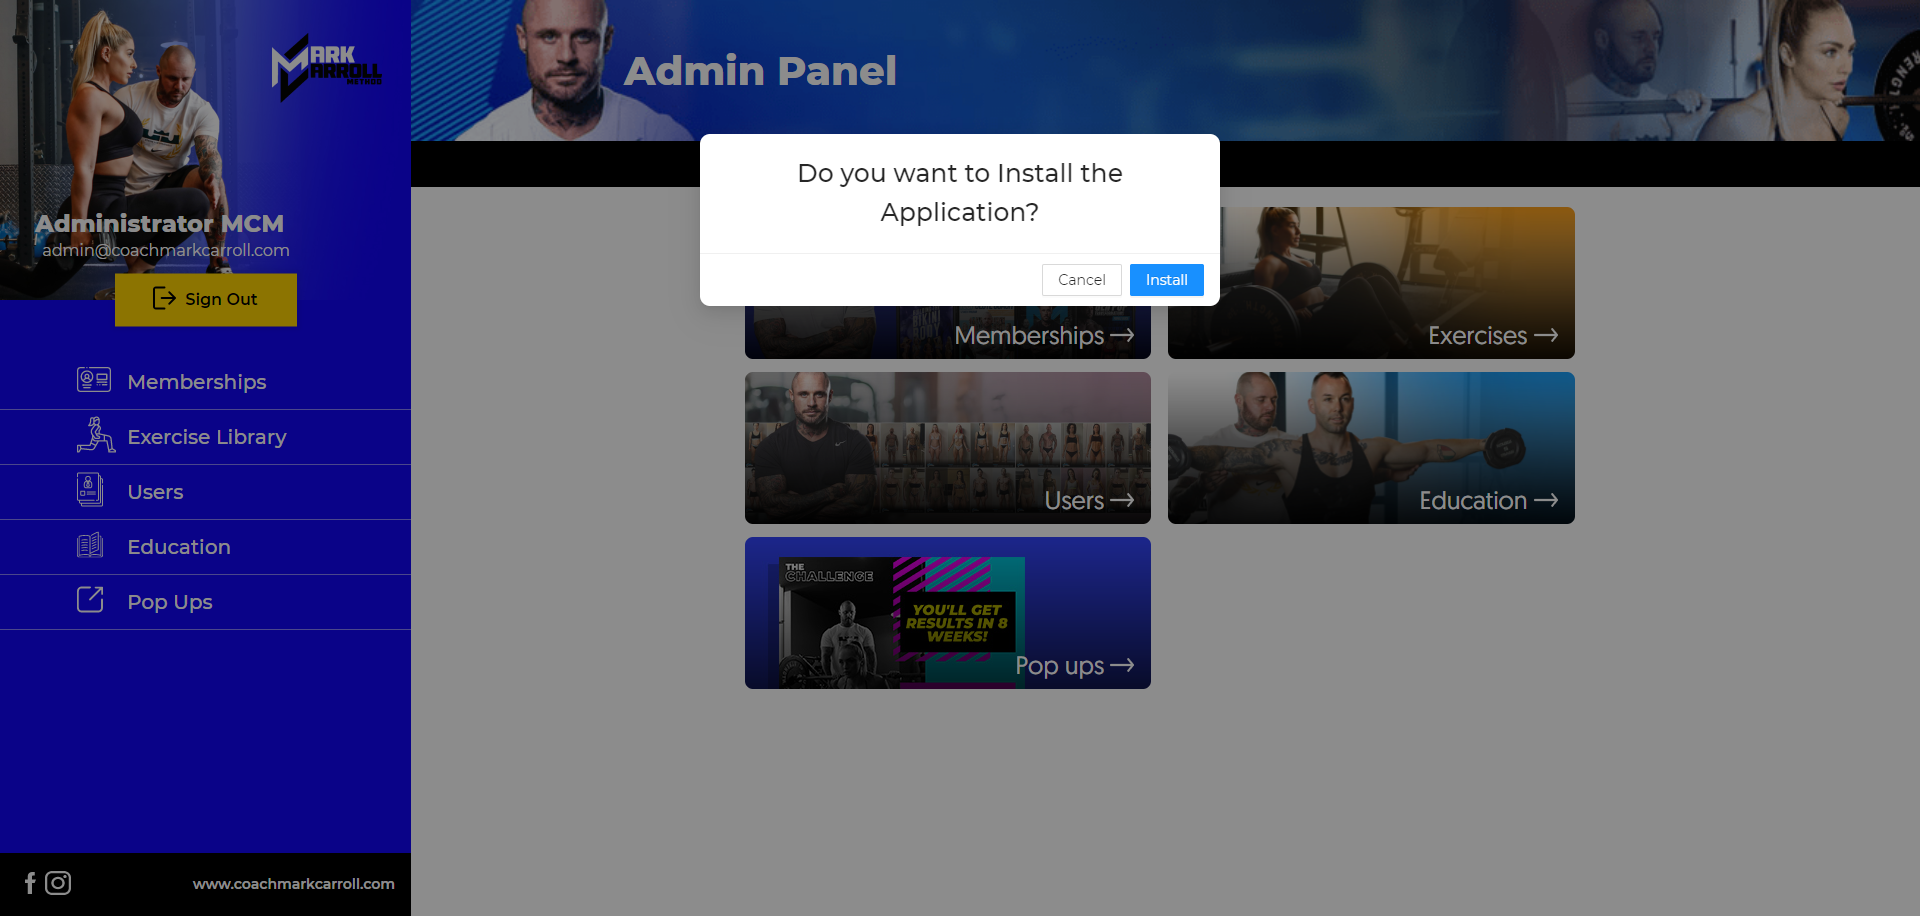 MARK
CARROLL
METHOD
Administrator MCM
admin@coachmarkcarroll.com
Sign Out
Memberships
Exercise Library
Users
Education
Pop Ups
www.coachmarkcarroll.com
Admin Panel
Do you want to Install the
Application?
Cancel
Install
Memberships
Exercises
Users
Education
THE
CHALLENGE
YOU'LL GET
RESULTS IN 8
WEEKS!
Pop ups